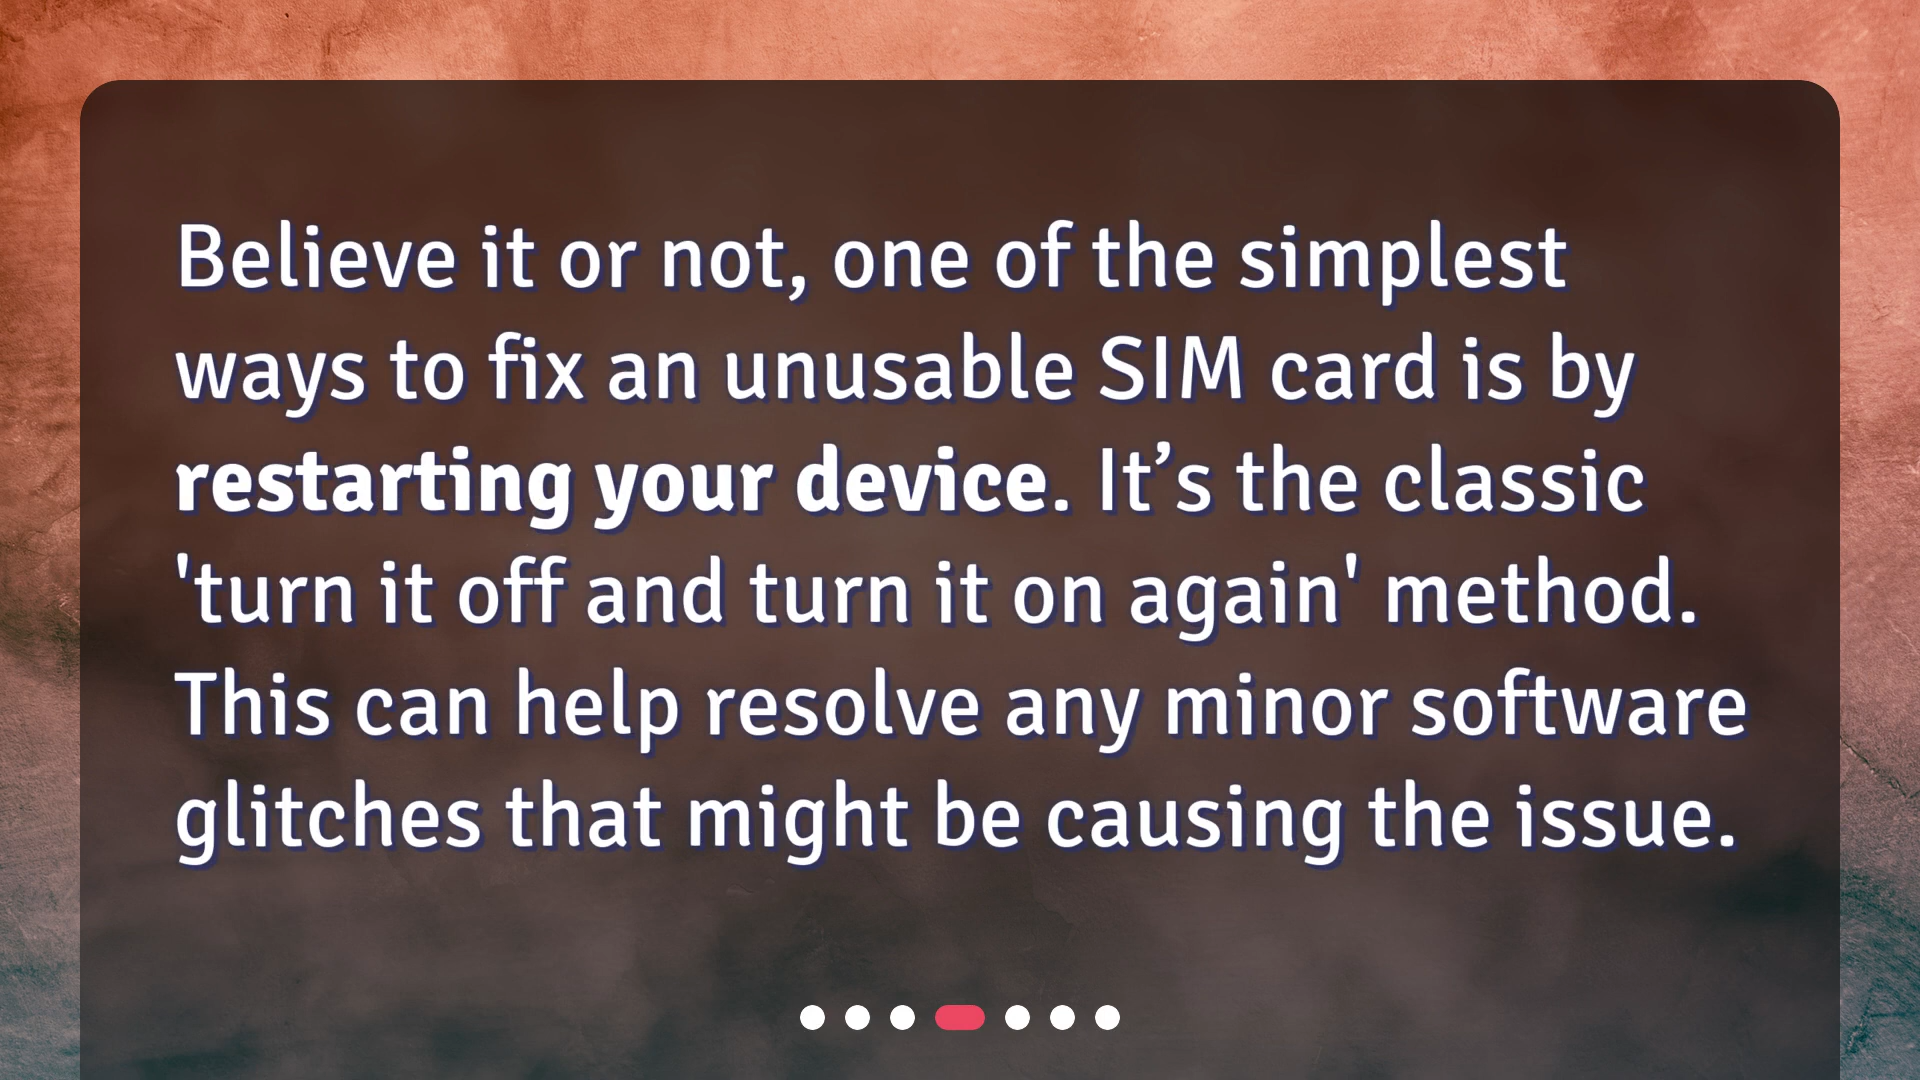 Believe it or not, one of the simplest
ways to fix an unusable SIM card is by
restarting your device. It’s the classic
'turn it off and turn it on again' method.
This can help resolve any minor software
glitches that might be causing the issue.